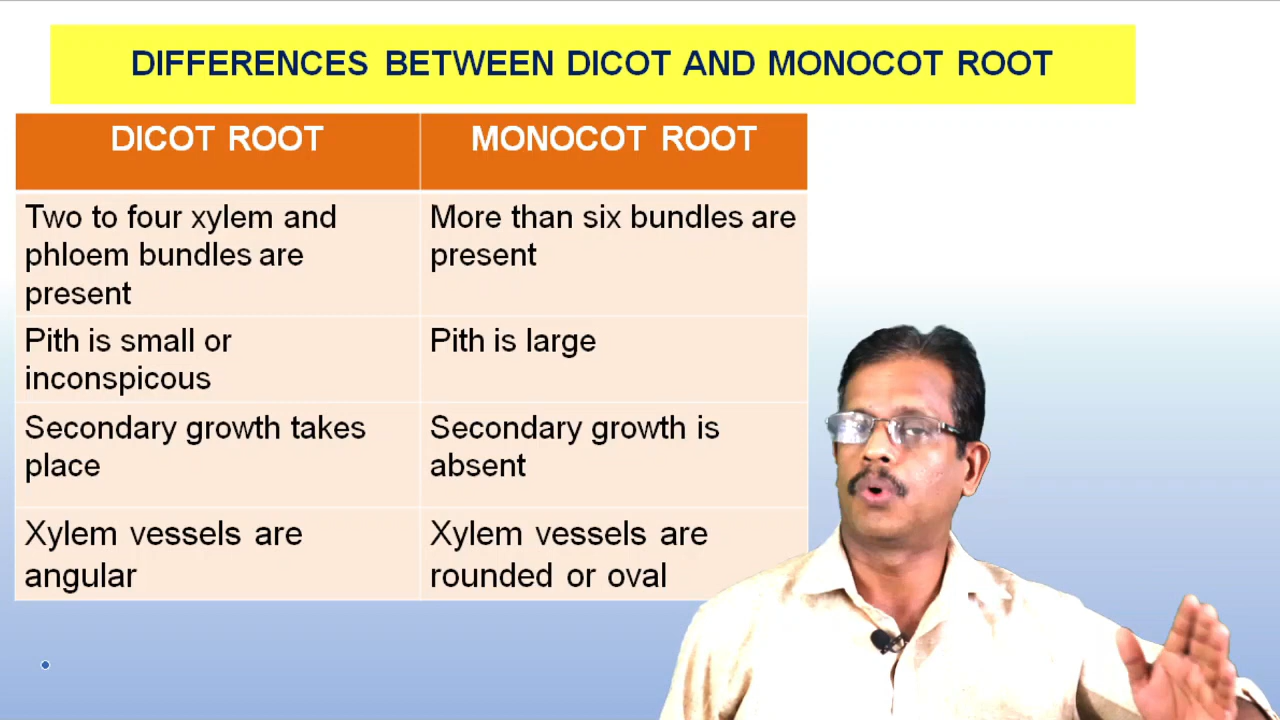 DIFFERENCES BETWEEN DICOT AND MONOCOT ROOT
DICOT ROOT
MONOCOT ROOT
Two to four xylem and
phloem bundles are
present
More than six bundles are
present
Pith is small or
inconspicous
Pith is large
Secondary growth takes
place
Secondary growth is
absent
Xylem vessels are
angular
Xylem vessels are
rounded or oval